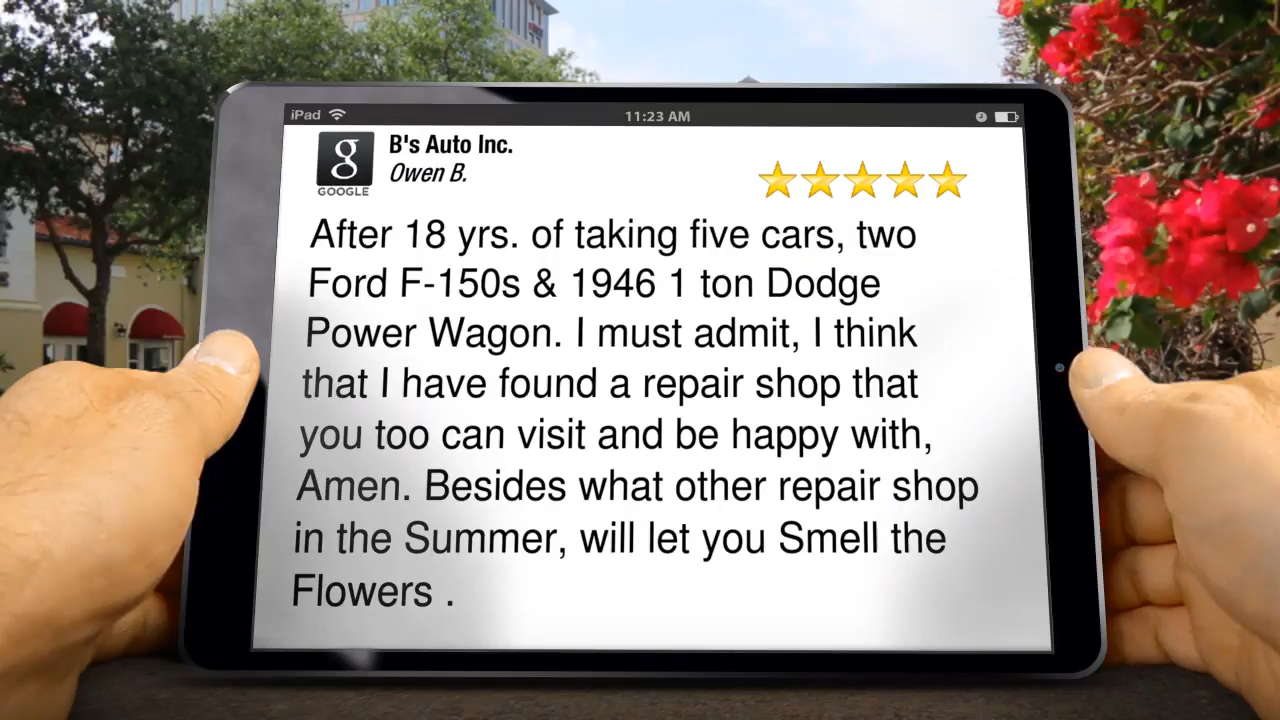 iPad 11:23 AM
g
GOOGLE
B's Auto Inc.
Owen B.
After 18 yrs. of taking five cars, two
Ford F-150s & 1946 1 ton Dodge
Power Wagon. I must admit, I think
that I have found a repair shop that
you too can visit and be happy with,
Amen. Besides what other repair shop
in the Summer, will let you Smell the
Flowers .